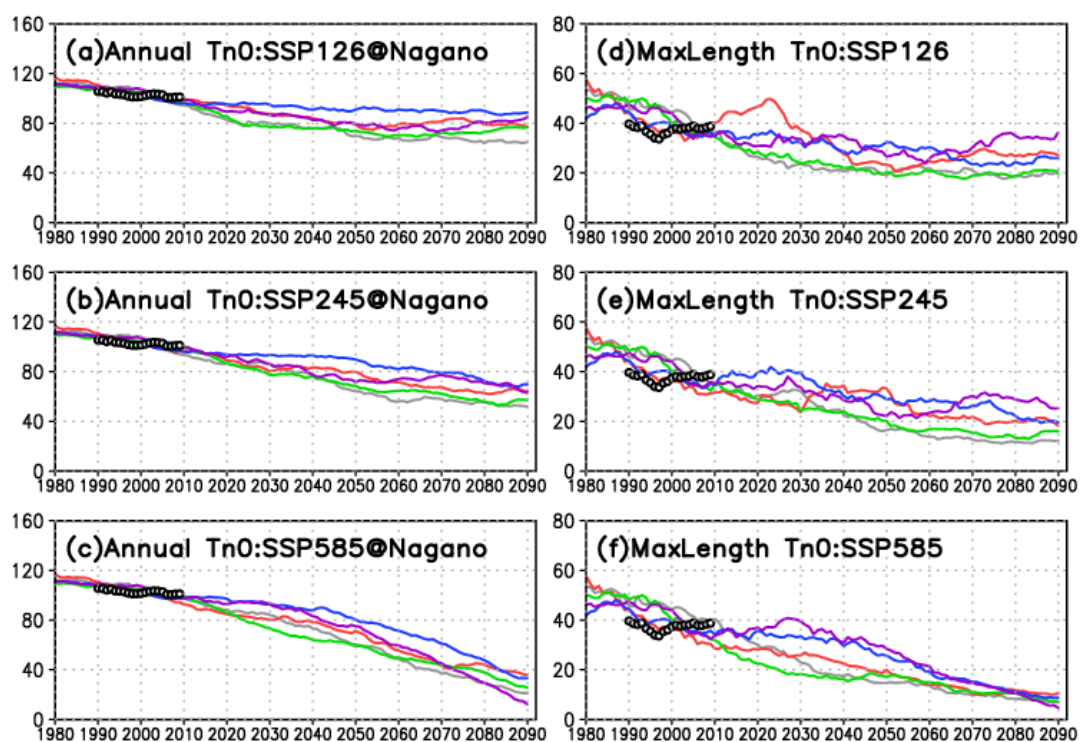 160
(a)Annual Tn0:SSP126@Nagano
120
80
40
0
1980 1990 2000 2010 2020 2030 2040 2050 2060 2070 2080 2090
80
(d)MaxLength Tn0:SSP126
60
40
20
0
1980 1990 2000 2010 2020 2030 2040 2050 2060 2070 2080 2090
160
(b)Annual Tn0:SSP245@Nagano
120
80
40
0
1980 1990 2000 2010 2020 2030 2040 2050 2060 2070 2080 2090
80
(e)MaxLength Tn0:SSP245
60
40
20
0
1980 1990 2000 2010 2020 2030 2040 2050 2060 2070 2080 2090
160
(c)Annual Tn0:SSP585@Nagano
120
80
40
0
1980 1990 2000 2010 2020 2030 2040 2050 2060 2070 2080 2090
80
(f)MaxLength Tn0:SSP585
60
40
20
0
1980 1990 2000 2010 2020 2030 2040 2050 2060 2070 2080 2090